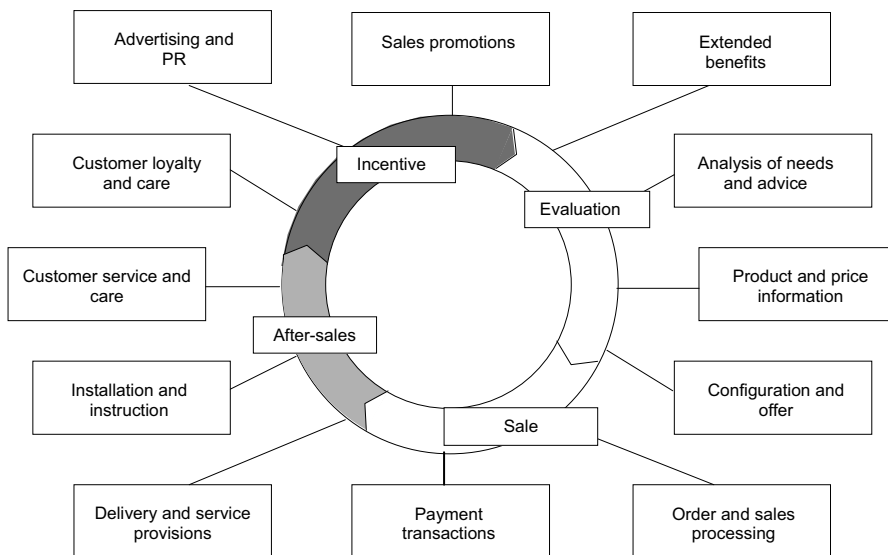 Advertising and
PR
Sales promotions
Extended
benefits
Customer loyalty
and care
Incentive
Analysis of needs
and advice
Evaluation
Customer service and
care
Product and price
information
After-sales
Installation and
instruction
Configuration and
offer
Sale
Delivery and service
provisions
Payment
transactions
Order and sales
processing